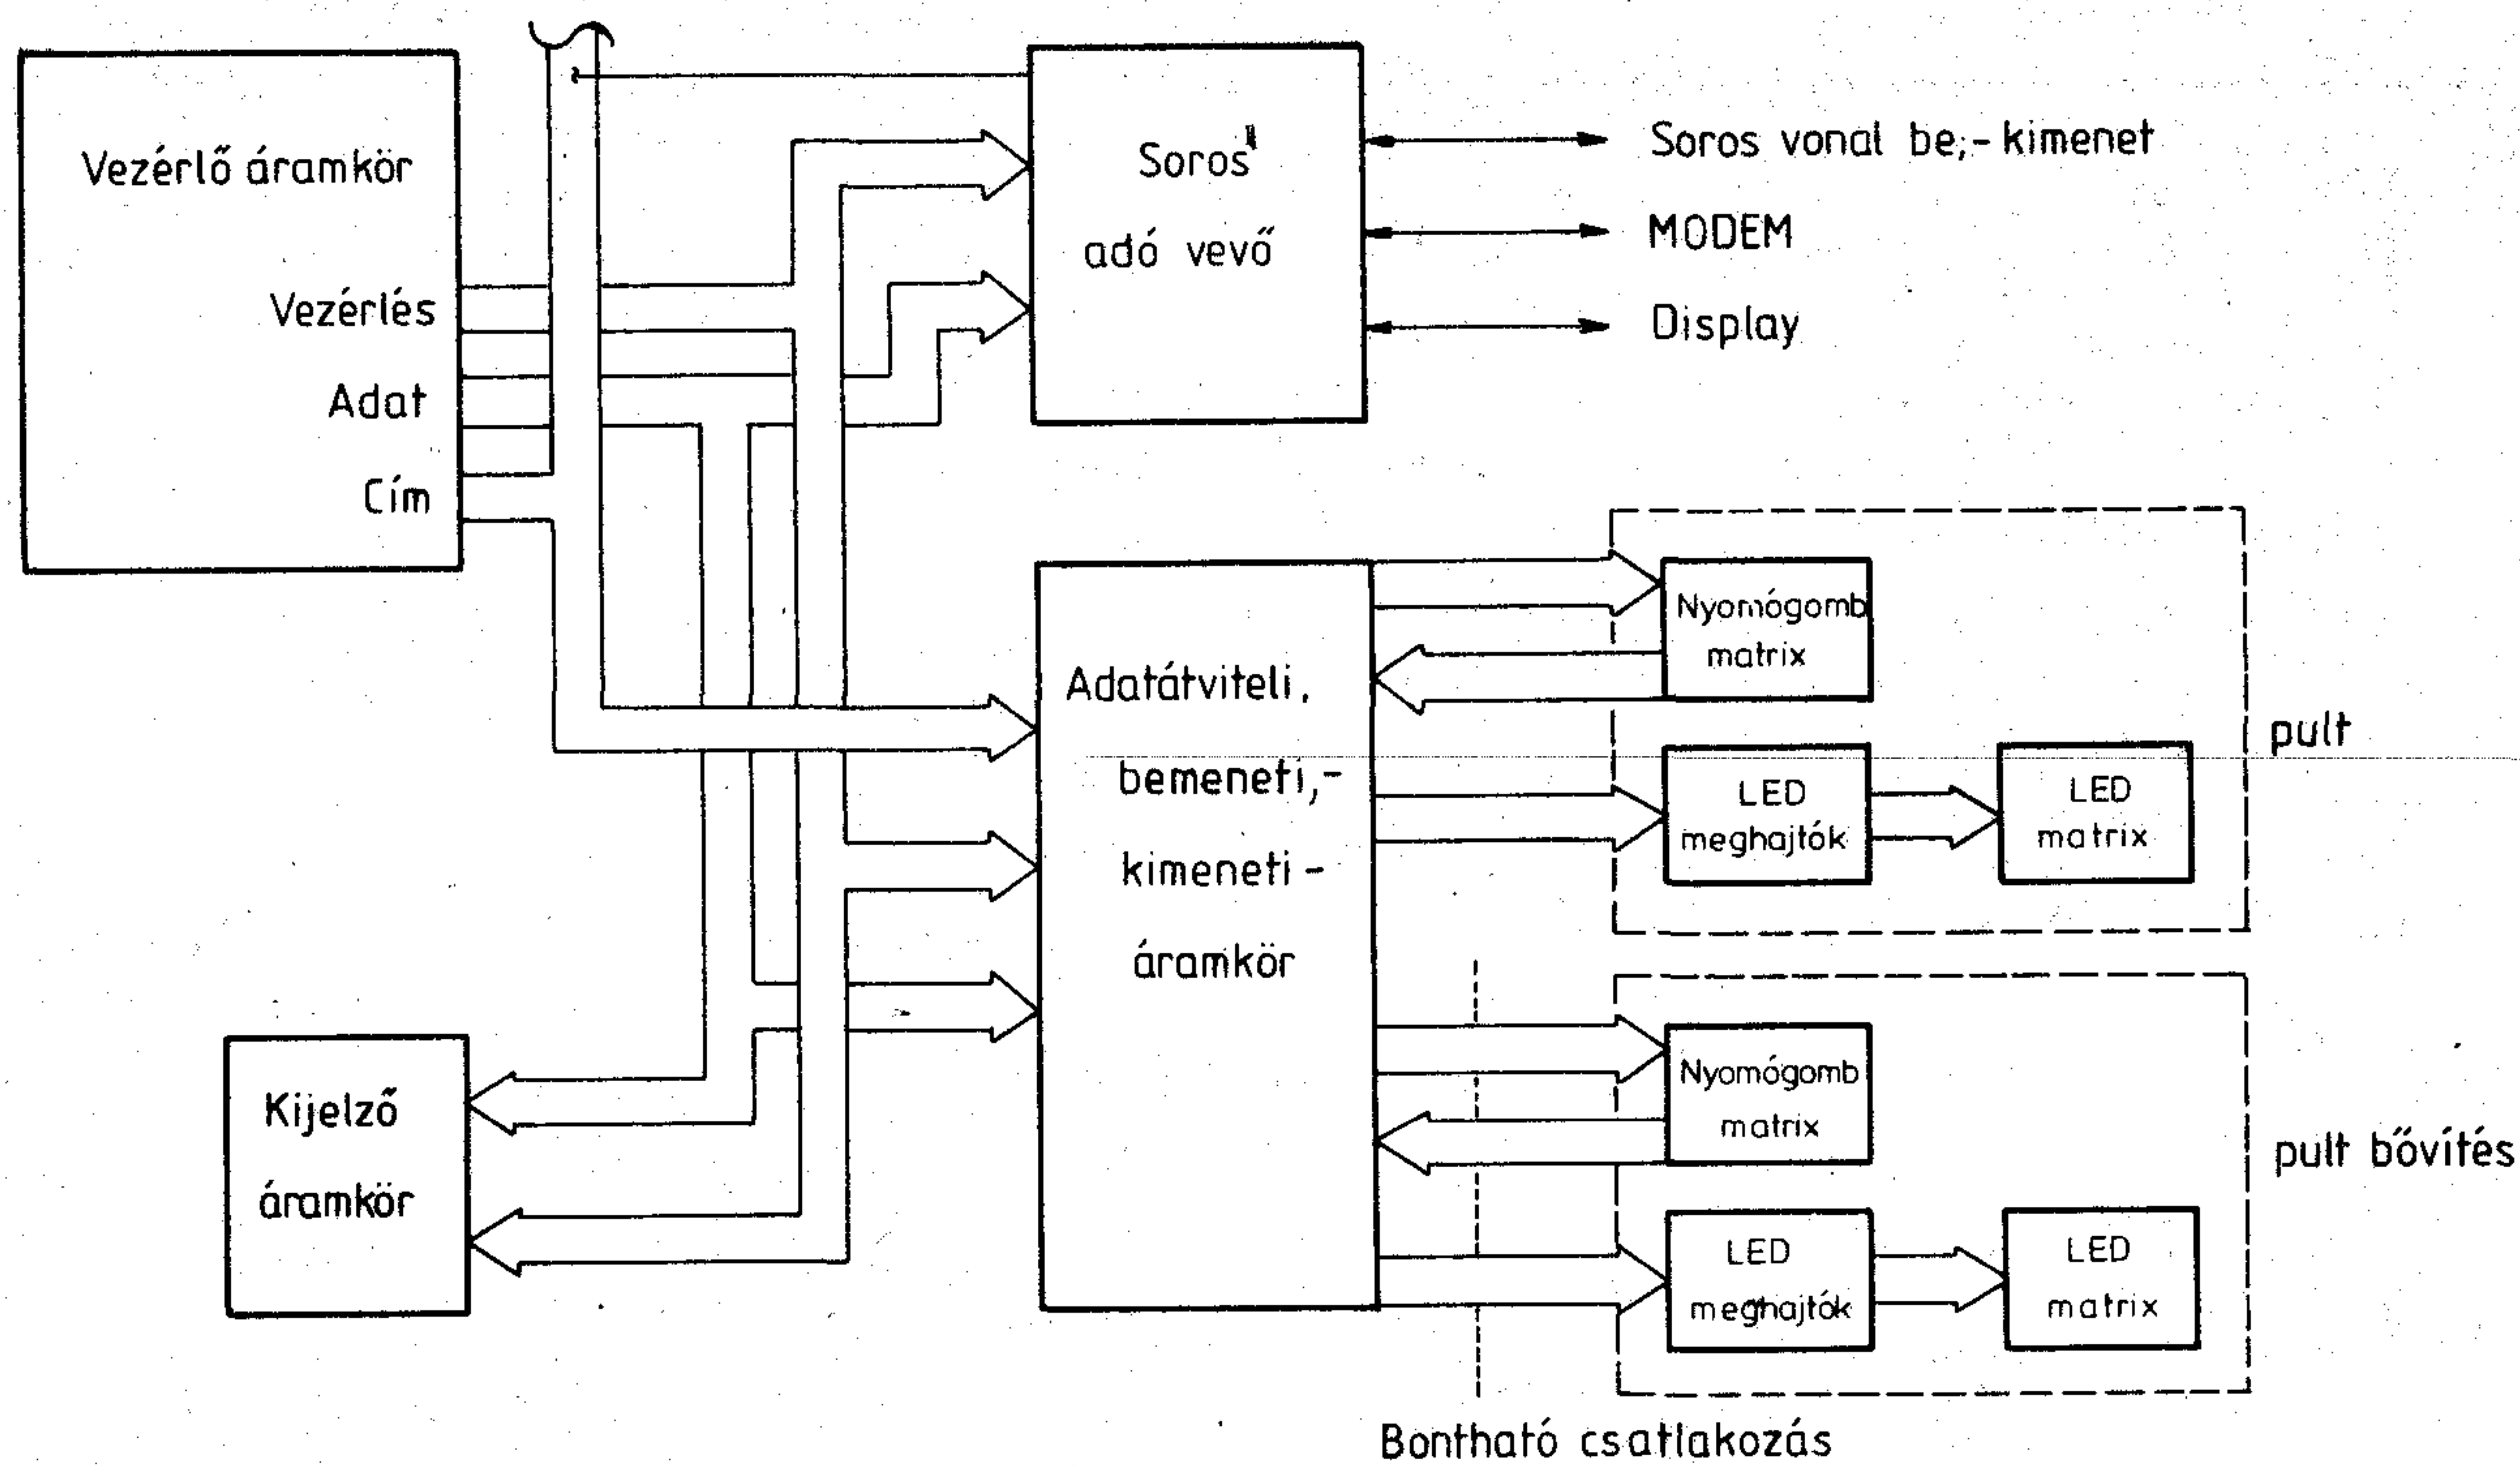 Vezérlő áramkör
Vezérlés
Adat
Cím
Soros
adó vevő
Soros vonal be;-kimenet
MODEM
Display
Adatátviteli,
bemeneti,-
kimeneti-
áramkör
Nyomógomb
matrix
LED
meghajtók
LED
matrix
pult
Nyomógomb
matrix
LED
meghajtók
LED
matrix
pult bővítés
Kijelző
áramkör
Bontható csatlakozás